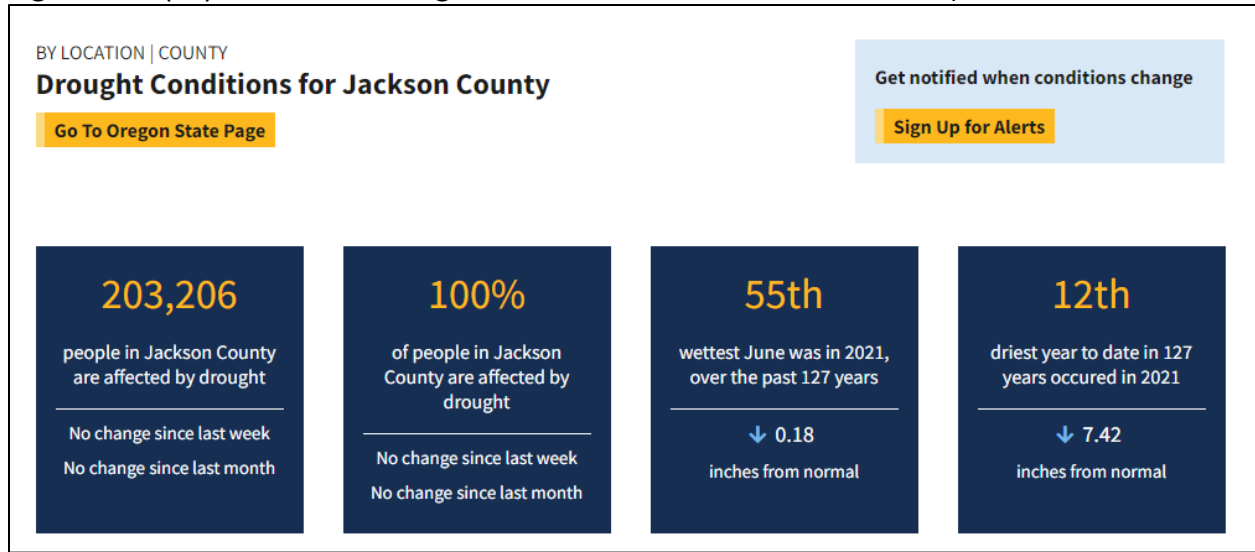 BY LOCATION | COUNTY
Drought Conditions for Jackson County
Go To Oregon State Page
Get notified when conditions change
Sign Up for Alerts
203,206
people in Jackson County
are affected by drought
No change since last week
No change since last month
100%
of people in Jackson
County are affected by
drought
No change since last week
No change since last month
55th
wettest June was in 2021,
over the past 127 years
↓ 0.18
inches from normal
12th
driest year to date in 127
years occured in 2021
↓ 7.42
inches from normal